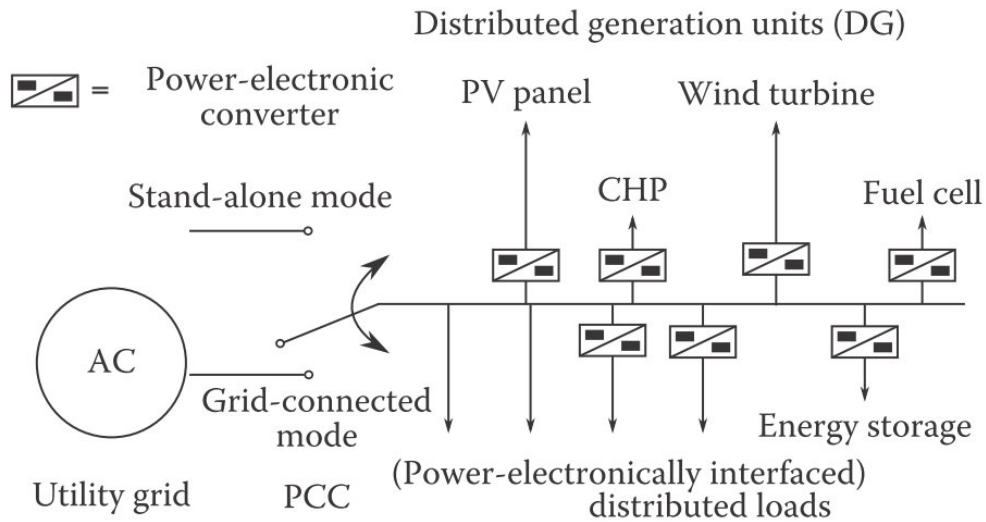 Distributed generation units (DG)
= Power-electronic
converter
PV panel
Wind turbine
Stand-alone mode
CHP
Fuel cell
AC
Grid-connected
mode
Energy storage
(Power-electronically interfaced)
distributed loads
Utility grid
PCC